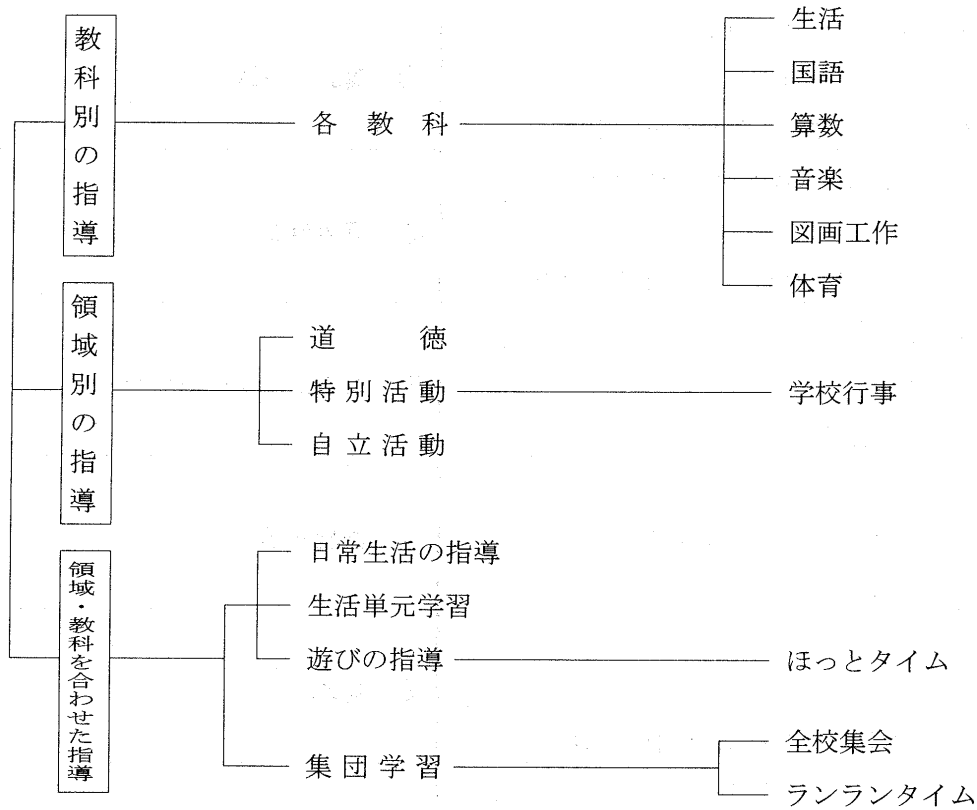 教科別の指導
各教科
生活
国語
算数
音楽
図画工作
体育
領域別の指導
道徳
特別活動
学校行事
自立活動
領域・教科を合わせた指導
日常生活の指導
生活単元学習
遊びの指導
ほっとタイム
集団学習
全校集会
ランランタイム